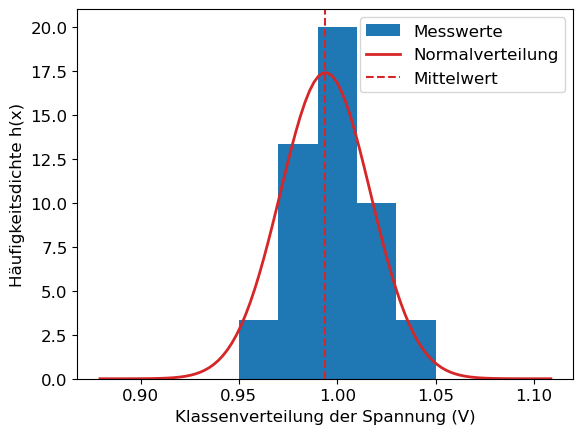 Messwerte
Normalverteilung
Mittelwert
20.0
17.5
15.0
12.5
10.0
7.5
5.0
2.5
0.0
Häufigkeitsdichte h(x)
0.90
0.95
1.00
1.05
1.10
Klassenverteilung der Spannung (V)